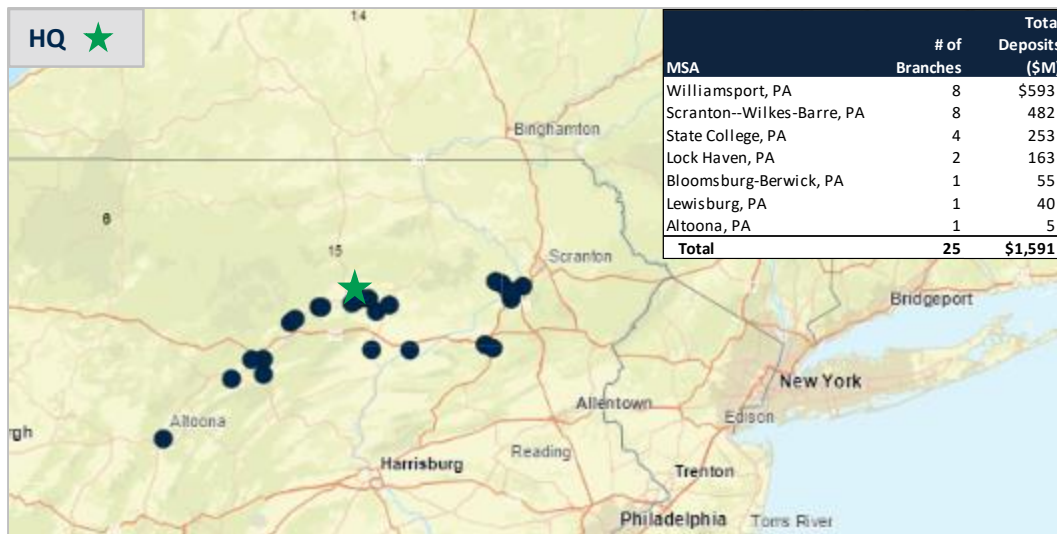 HQ
Tota
# of Deposits
MSA Branches ($M
Williamsport, PA 8 $593
Scranton--Wilkes-Barre, PA 8 482
State College, PA 4 253
Lock Haven, PA 2 163
Bloomsburg-Berwick, PA 1 55
Lewisburg, PA 1 40
Altoona, PA 1 5
Total 25 $1,591
14
Binghamton
6
15
Scranton
Bridgeport
New York
Allentown
Edison
Altoona
rgh
Reading
Harrisburg
Trenton
Philadelphia
Toms River